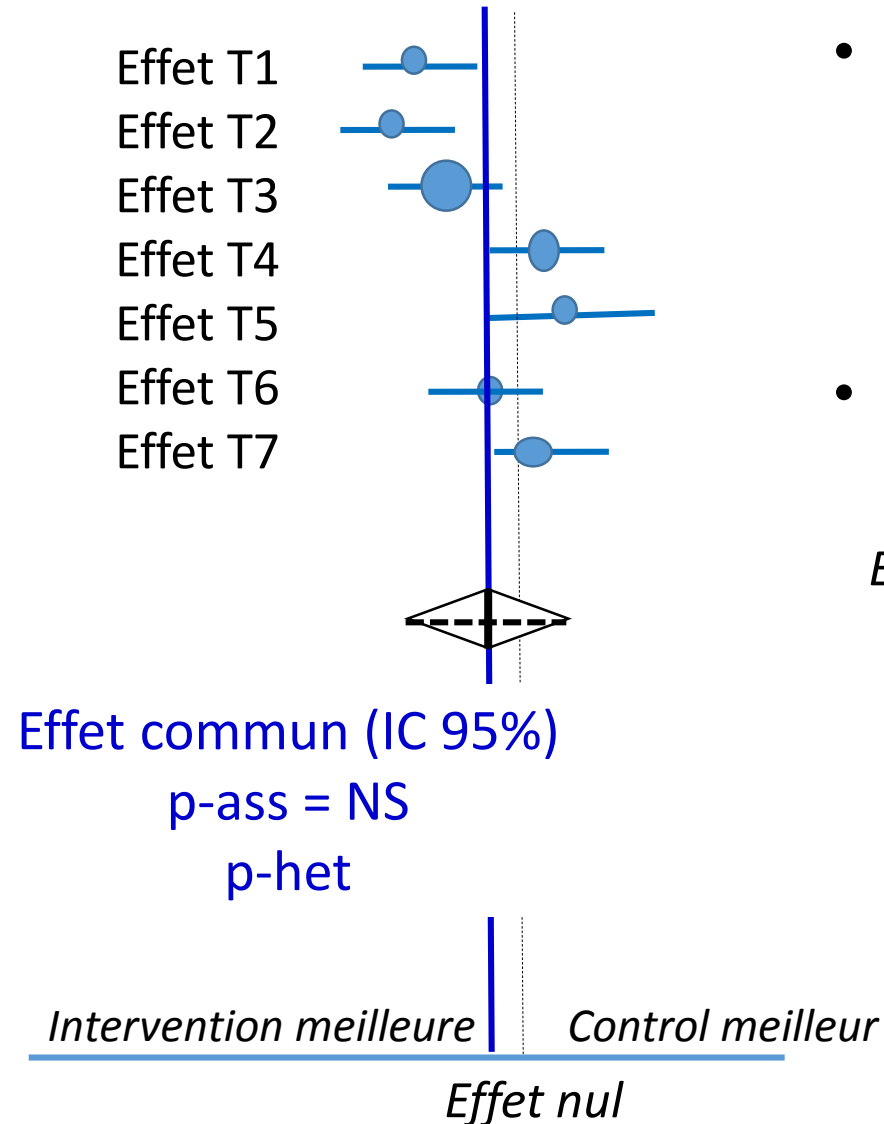 Effet T1
Effet T2
Effet T3
Effet T4
Effet T5
Effet T6
Effet T7
E
Effet commun (IC 95%)
p-ass = NS
p-het
Intervention meilleure
Control meilleur
Effet nul